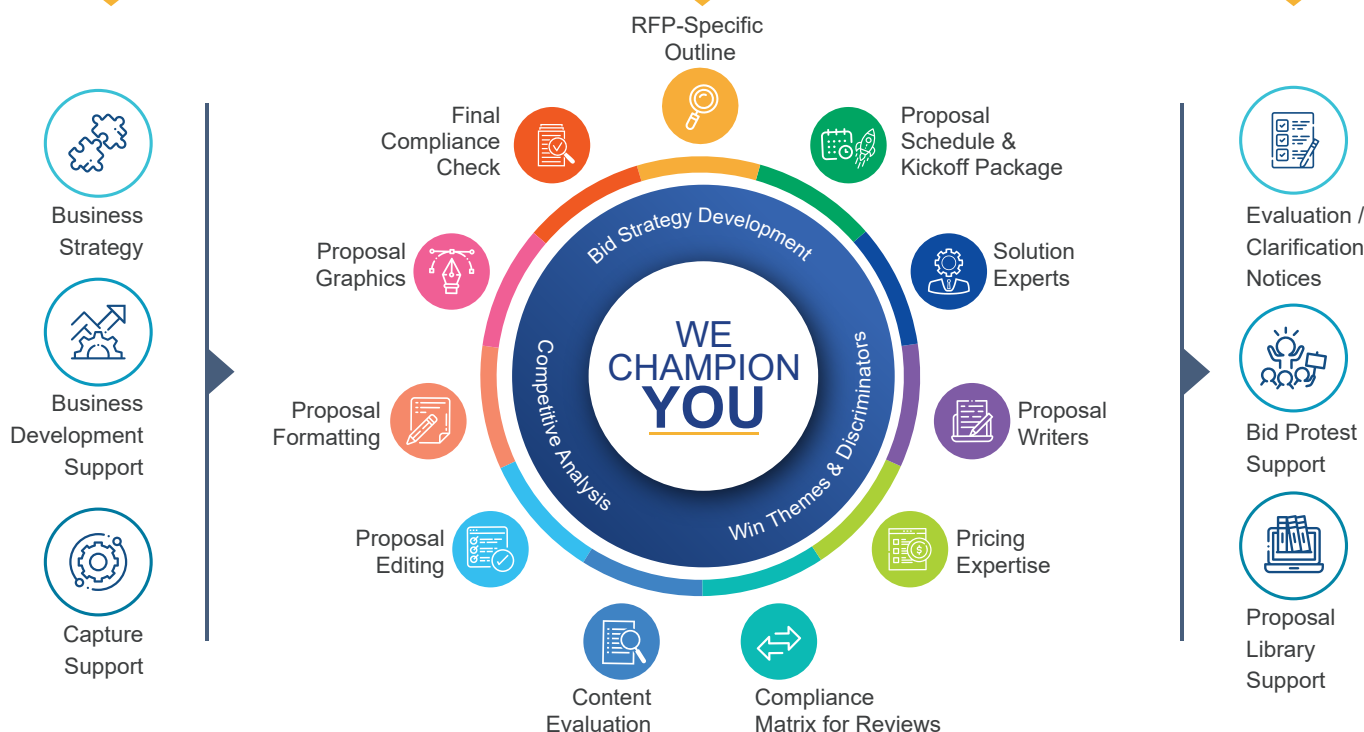 Business
Strategy
Business
Development
Support
Capture
Support
RFP-Specific
Outline
Proposal
Schedule &
Kickoff Package
Solution
Experts
Proposal
Writers
Pricing
Expertise
Compliance
Matrix for Reviews
Content
Evaluation
Proposal
Editing
Proposal
Formatting
Proposal
Graphics
Final
Compliance
Check
Bid Strategy Development
Win Themes & Discriminators
Competitive Analysis
WE
CHAMPION
YOU
Evaluation /
Clarification
Notices
Bid Protest
Support
Proposal
Library
Support